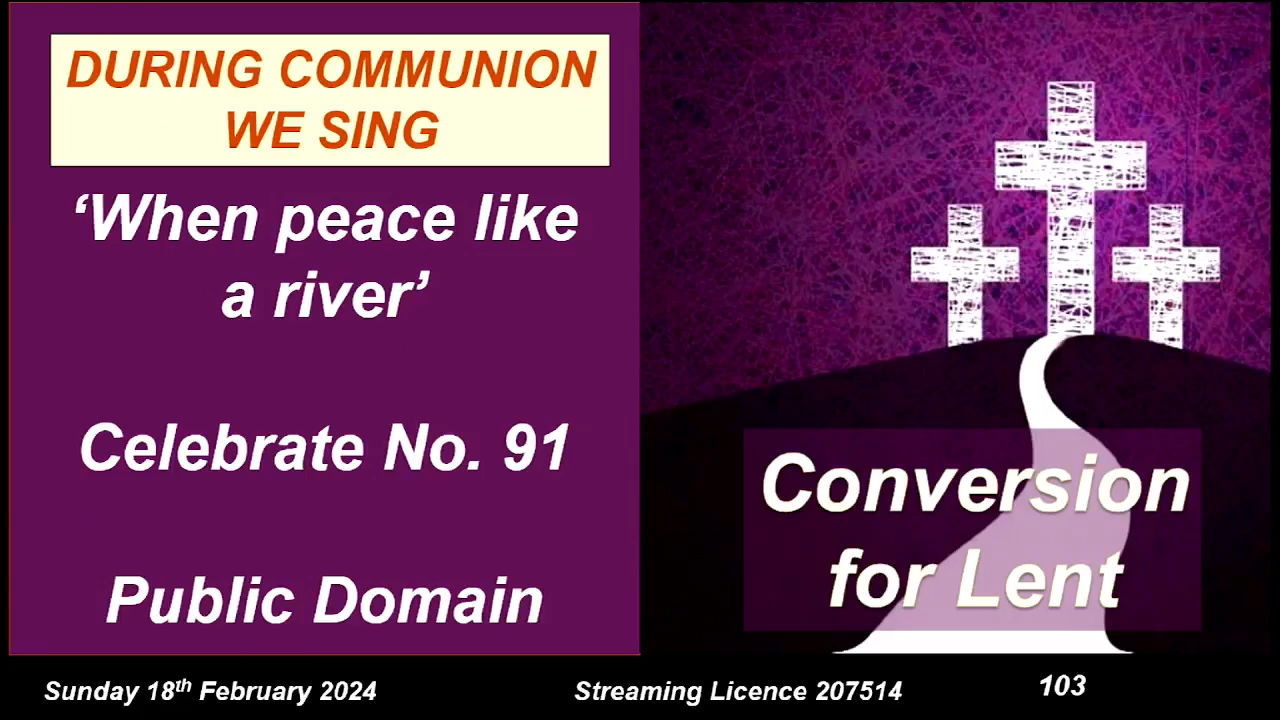 DURING COMMUNION
WE SING
‘When peace like
a river’
Celebrate No. 91
Public Domain
Conversion
for Lent
Sunday 18th February 2024
Streaming Licence 207514
103